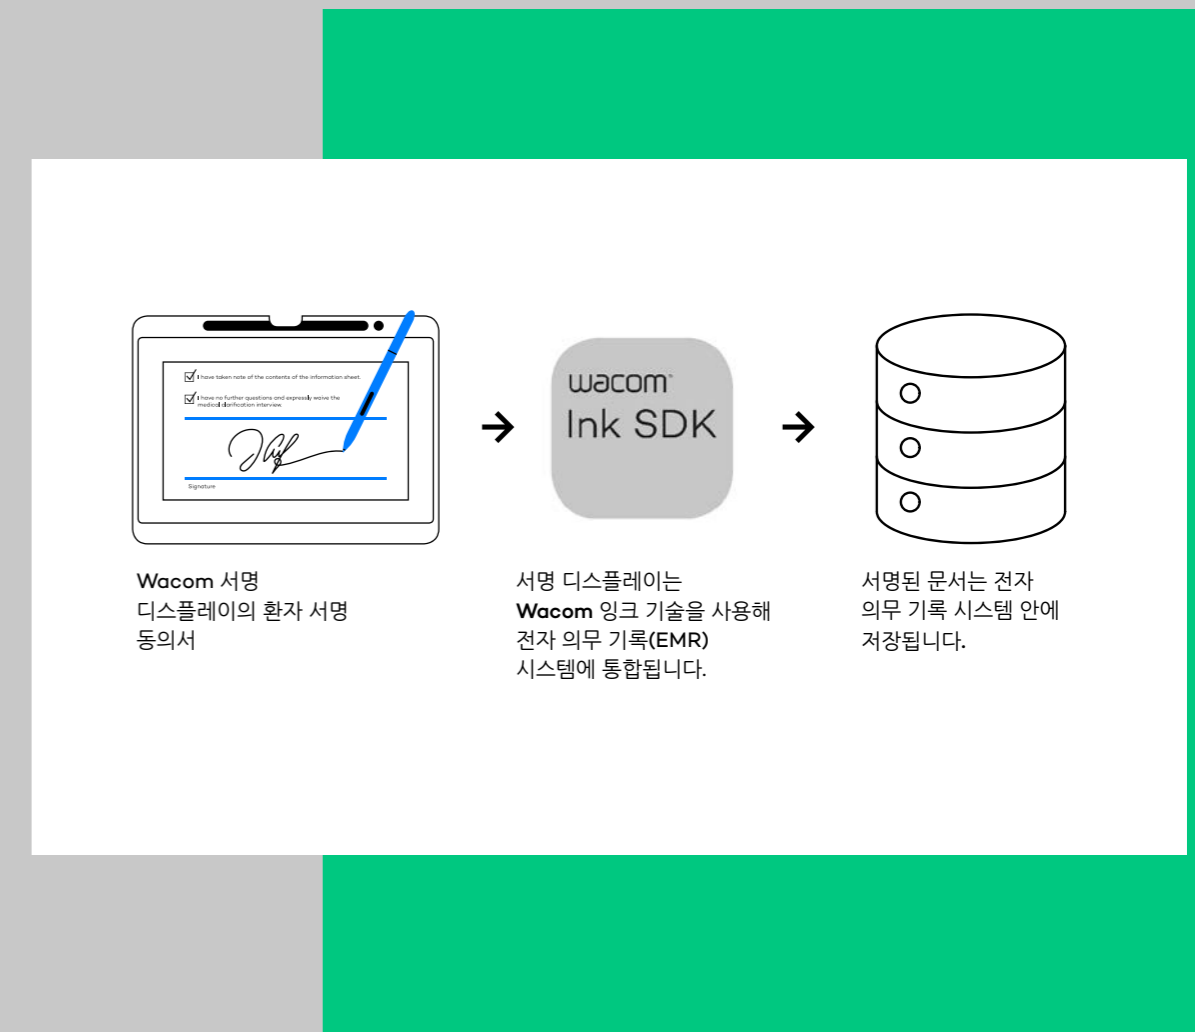 I have taken note of the contents of the information sheet.
I have no further questions and expressly waive the
medical clarification interview.
Signature
wacom
Ink SDK
Wacom 서명
디스플레이의 환자 서명
동의서
서명 디스플레이는
Wacom 잉크 기술을 사용해
전자 의무 기록(EMR)
시스템에 통합됩니다.
서명된 문서는 전자
의무 기록 시스템 안에
저장됩니다.